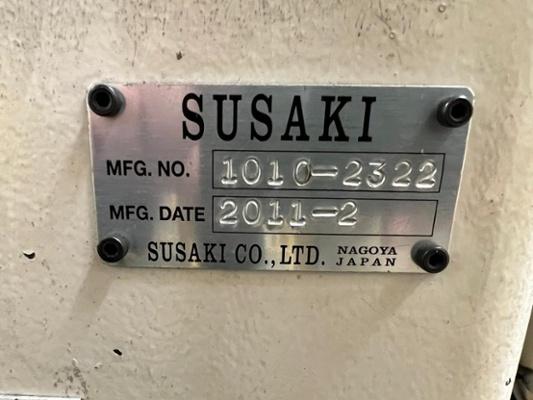 SUSAKI
MFG. NO. 1010-2322
MFG. DATE 2011-2
SUSAKI CO.,LTD. NAGOYA JAPAN